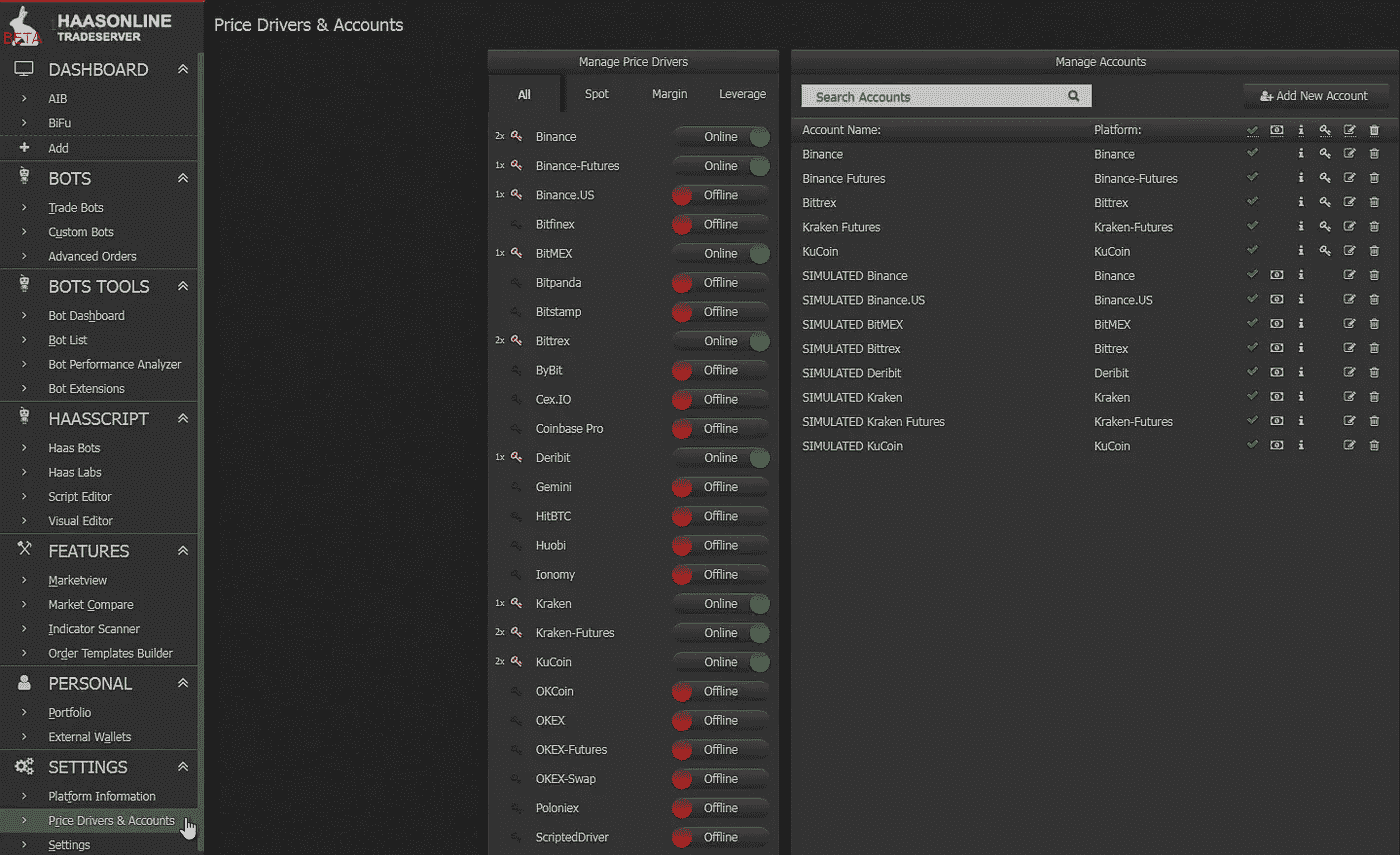 HAASONLINE
TRADESERVER
BETA
Price Drivers & Accounts
DASHBOARD
AIB
BiFu
Add
BOTS
Trade Bots
Custom Bots
Advanced Orders
BOTS TOOLS
Bot Dashboard
Bot List
Bot Performance Analyzer
Bot Extensions
HAASSCRIPT
Haas Bots
Haas Labs
Script Editor
Visual Editor
FEATURES
Marketview
Market Compare
Indicator Scanner
Order Templates Builder
PERSONAL
Portfolio
External Wallets
SETTINGS
Platform Information
Price Drivers & Accounts
Settings
Manage Price Drivers
All Spot Margin Leverage
2x Binance Online
1x Binance-Futures Online
1x Binance.US Offline
Bitfinex Offline
1x BitMEX Online
Bitpanda Offline
Bitstamp Offline
2x Bittrex Online
ByBit Offline
Cex.IO Offline
Coinbase Pro Offline
1x Deribit Online
Gemini Offline
HitBTC Offline
Huobi Offline
Ionomy Offline
1x Kraken Online
2x Kraken-Futures Online
2x KuCoin Online
OKCoin Offline
OKEX Offline
OKEX-Futures Offline
OKEX-Swap Offline
Poloniex Offline
ScriptedDriver Offline
Manage Accounts
Search Accounts
Add New Account
Account Name: Platform:
Binance Binance
Binance Futures Binance-Futures
Bittrex Bittrex
Kraken Futures Kraken-Futures
KuCoin KuCoin
SIMULATED Binance Binance
SIMULATED Binance.US Binance.US
SIMULATED BitMEX BitMEX
SIMULATED Bittrex Bittrex
SIMULATED Deribit Deribit
SIMULATED Kraken Kraken
SIMULATED Kraken Futures Kraken-Futures
SIMULATED KuCoin KuCoin